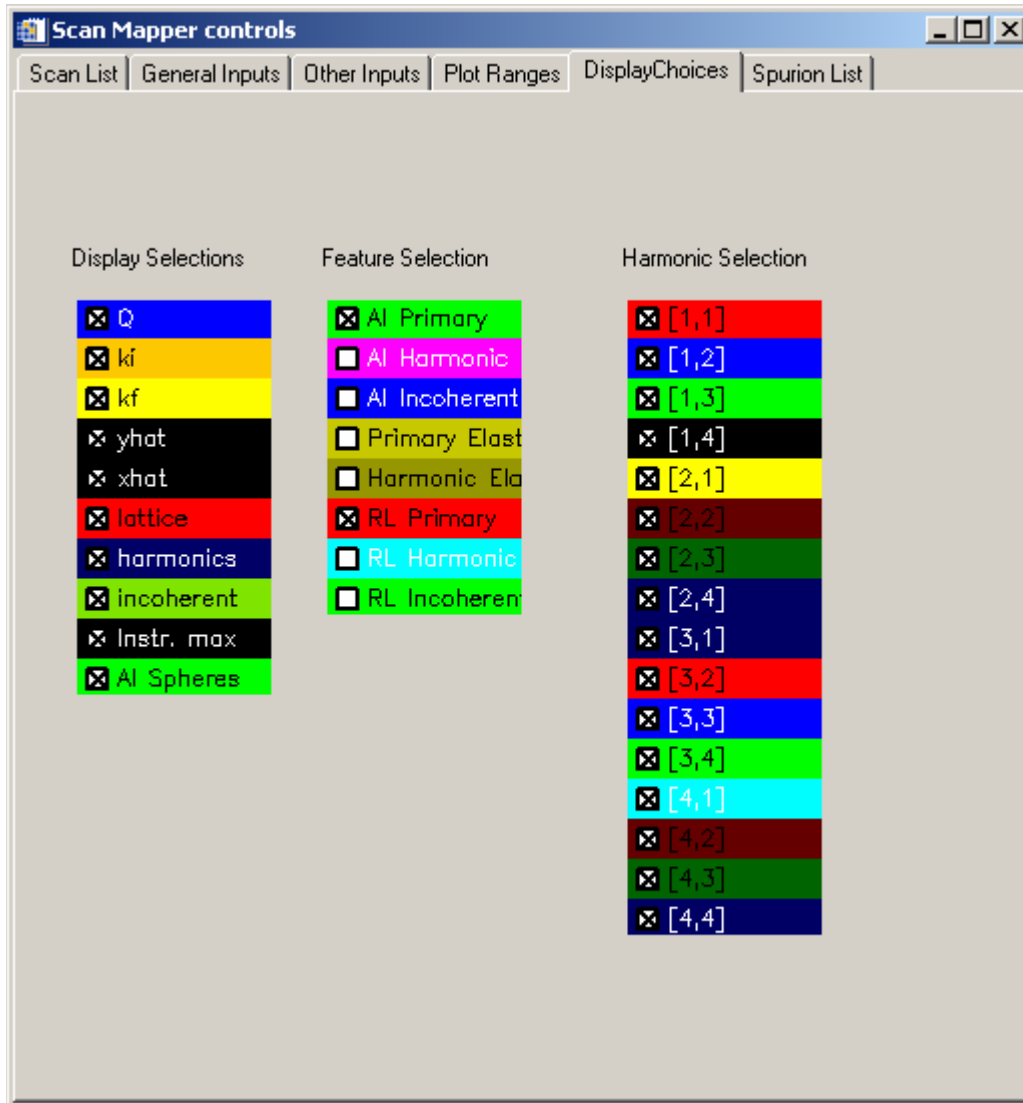 Scan Mapper controls
Scan List General Inputs Other Inputs Plot Ranges DisplayChoices Spurion List
Display Selections
Q
ki
kf
yhat
xhat
lattice
harmonics
incoherent
Instr. max
Al Spheres
Feature Selection
Al Primary
Al Harmonic
Al Incoherent
Primary Elast
Harmonic Ela
RL Primary
RL Harmonic
RL Incoheren
Harmonic Selection
[1,1]
[1,2]
[1,3]
[1,4]
[2,1]
[2,2]
[2,3]
[2,4]
[3,1]
[3,2]
[3,3]
[3,4]
[4,1]
[4,2]
[4,3]
[4,4]